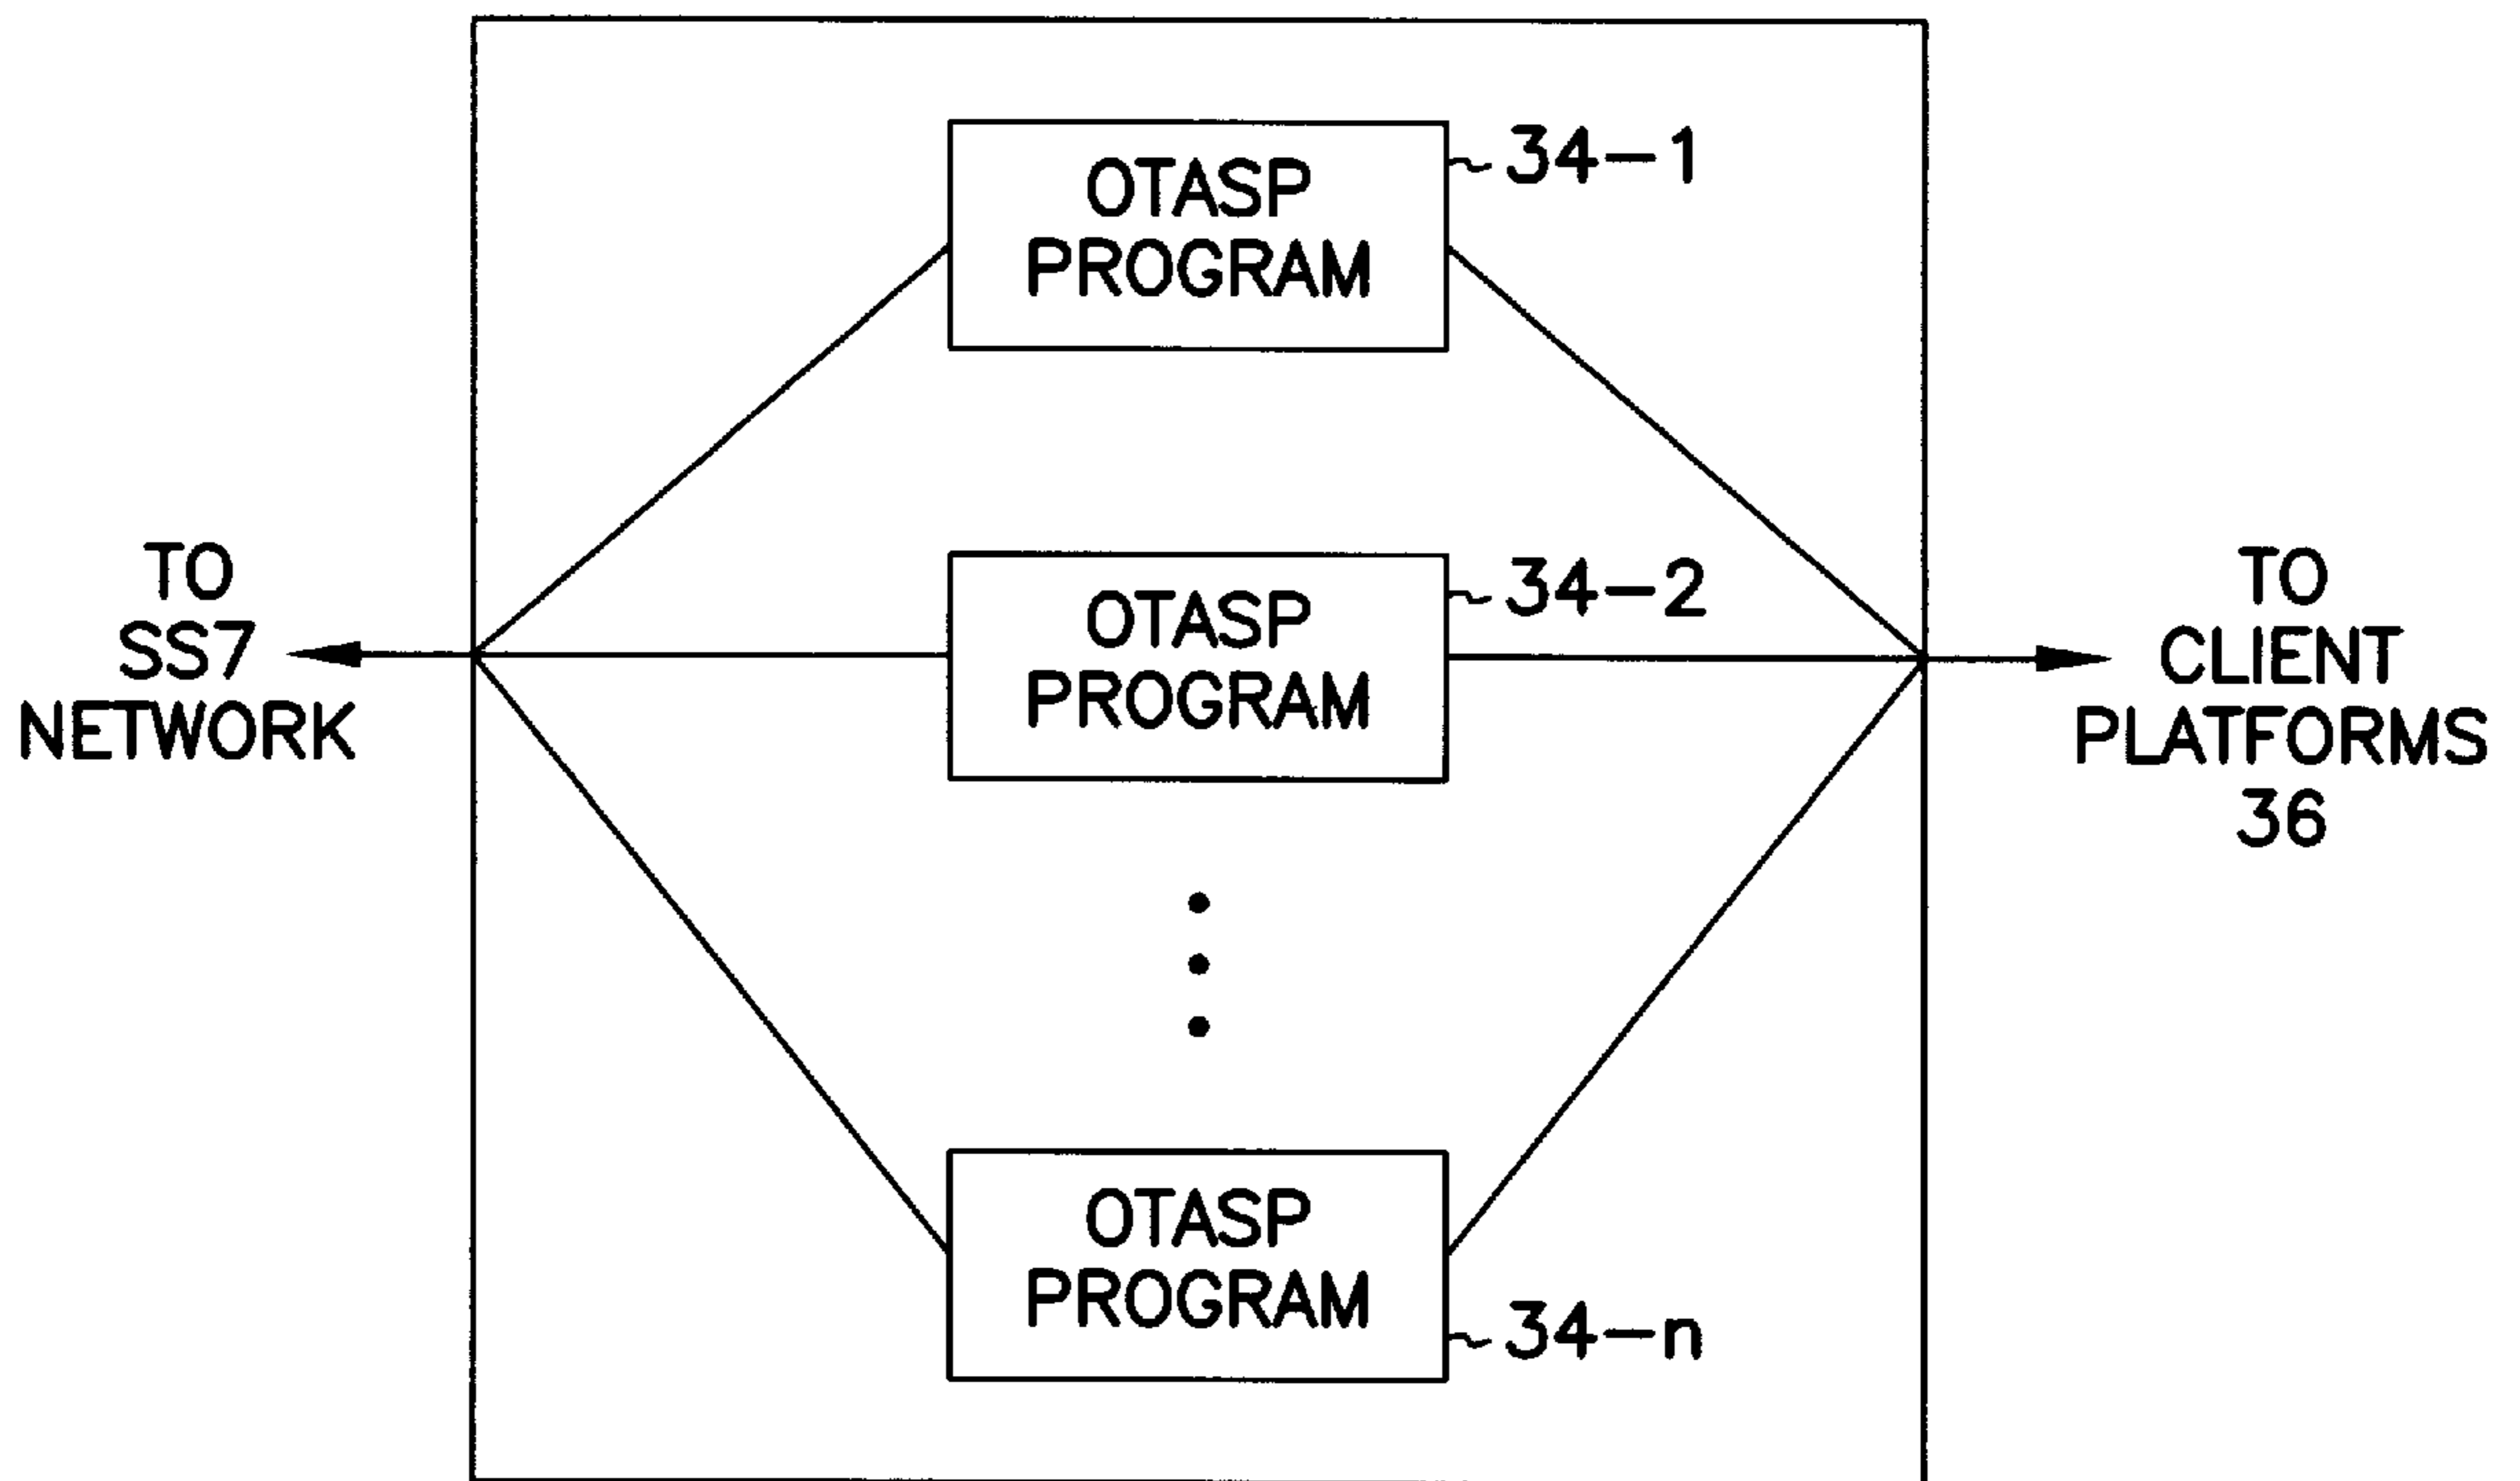 OTASP
PROGRAM
34-1
TO
SS7
NETWORK
OTASP
PROGRAM
34-2
TO
CLIENT
PLATFORMS
36
OTASP
PROGRAM
34-n